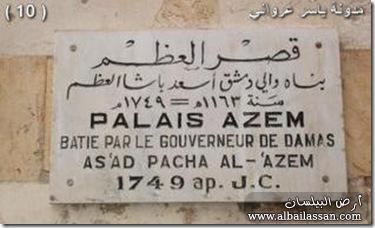 ( 10 )
مدونة ياسر عرواني
قصر العظم
بناه والي دمشق أسعد باشا العظم
سنة ١١٦٣هـ = ١٧٤٩م
PALAIS AZEM
BATIE PAR LE GOUVERNEUR DE DAMAS
AS'AD PACHA AL-'AZEM
1749 ap. J.C.
أرض البيلسان
www.albailassan.com